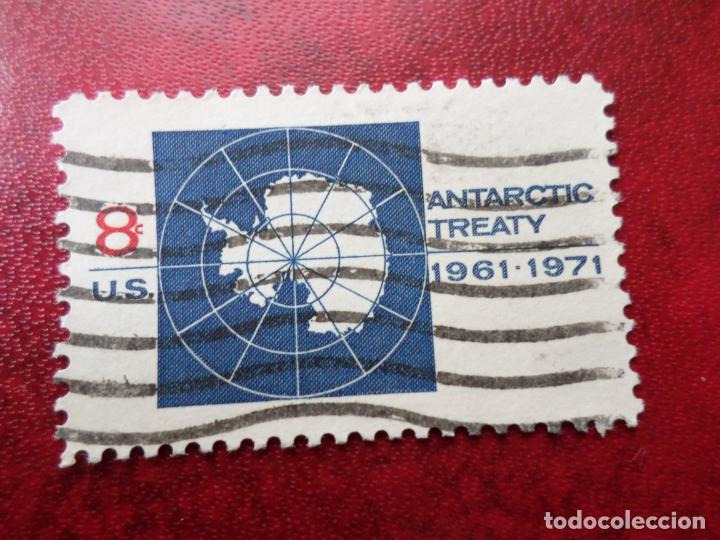 8c
U.S.
ANTARCTIC
TREATY
1961·1971
todocoleccion